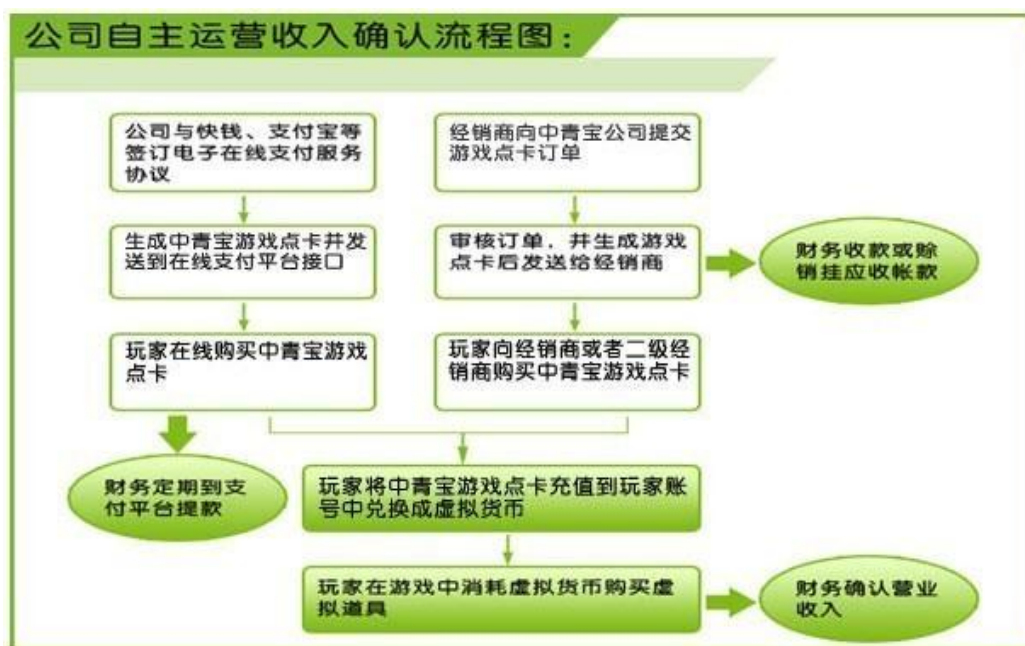 公司自主运营收入确认流程图：
公司与快钱、支付宝等
签订电子在线支付服务
协议
经销商向中青宝公司提交
游戏点卡订单
生成中青宝游戏点卡并发
送到在线支付平台接口
审核订单，并生成游戏
点卡后发送给经销商
财务收款或赊
销挂应收帐款
玩家在线购买中青宝游戏
点卡
玩家向经销商或者二级经
销商购买中青宝游戏点卡
财务定期到支
付平台提款
玩家将中青宝游戏点卡充值到玩家账
号中兑换成虚拟货币
玩家在游戏中消耗虚拟货币购买虚
拟道具
财务确认营业
收入